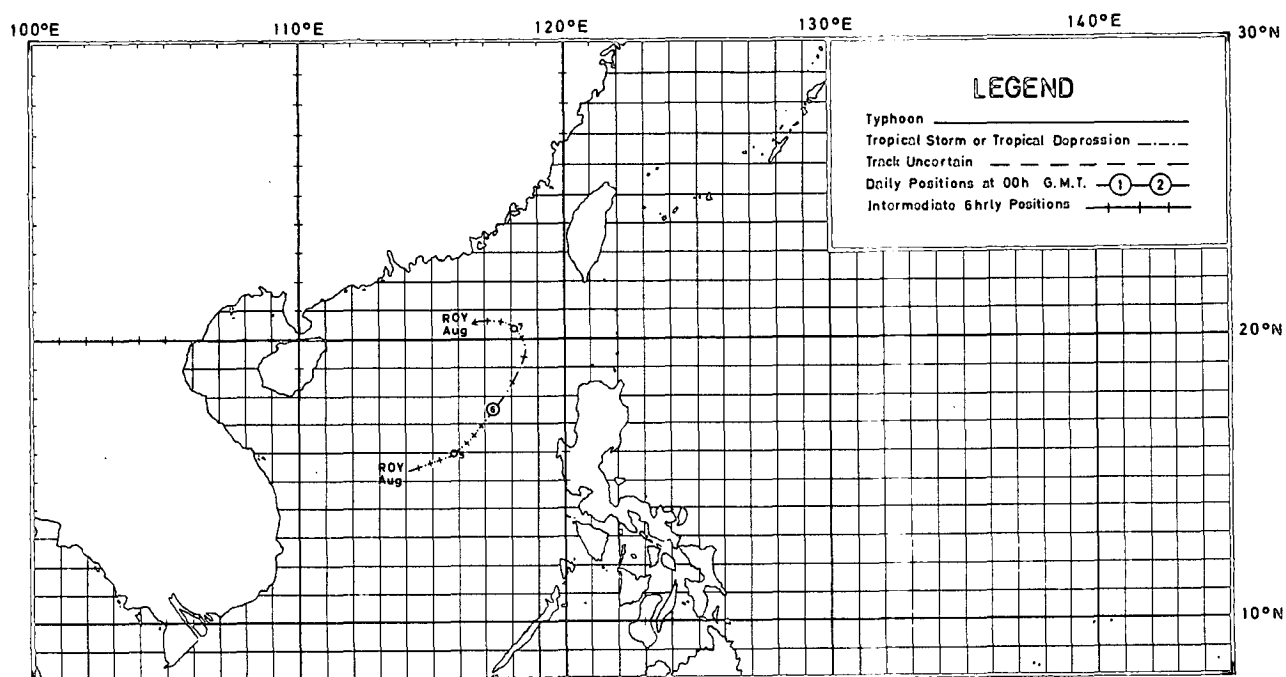 100°E 110°E 120°E 130°E 140°E
30°N
LEGEND
Typhoon
Tropical Storm or Tropical Depression
Track Uncertain
Daily Positions at 00h G.M.T. 1 2
Intermediate 6hrly Positions
ROY
Aug
7
20°N
6
5
ROY
Aug
10°N